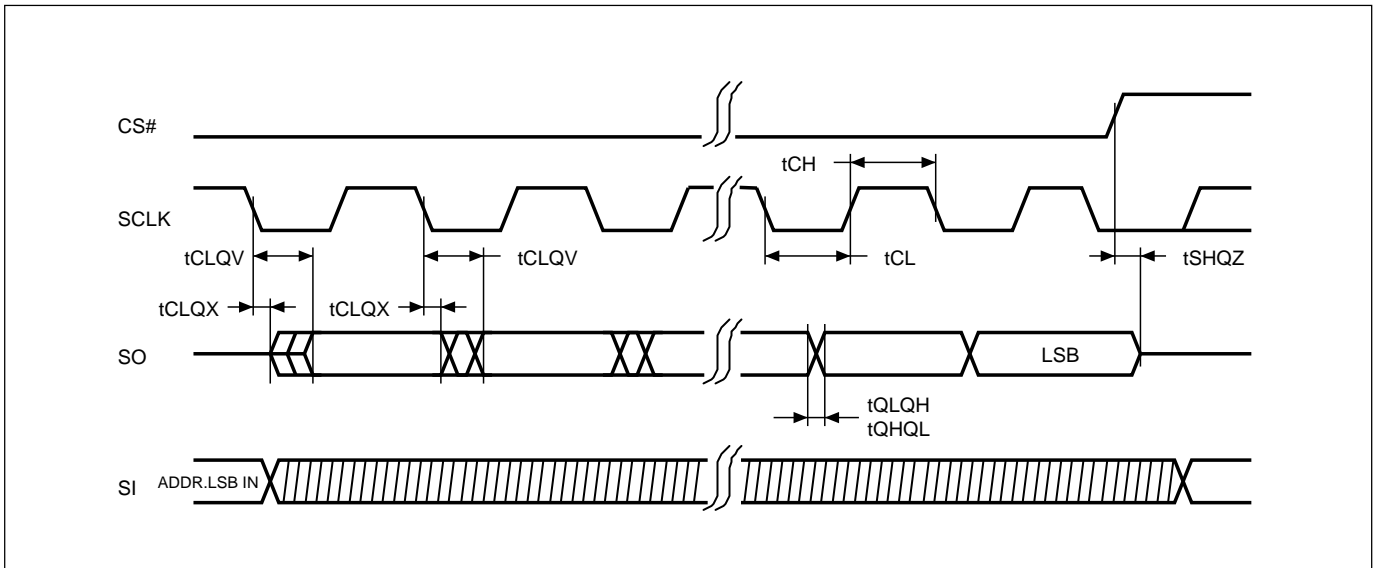 CS#
tCH
SCLK
tCLQV
tCLQV
tCL
tSHQZ
tCLQX
tCLQX
SO
LSB
tQLQH
tQHQL
SI
ADDR.LSB IN